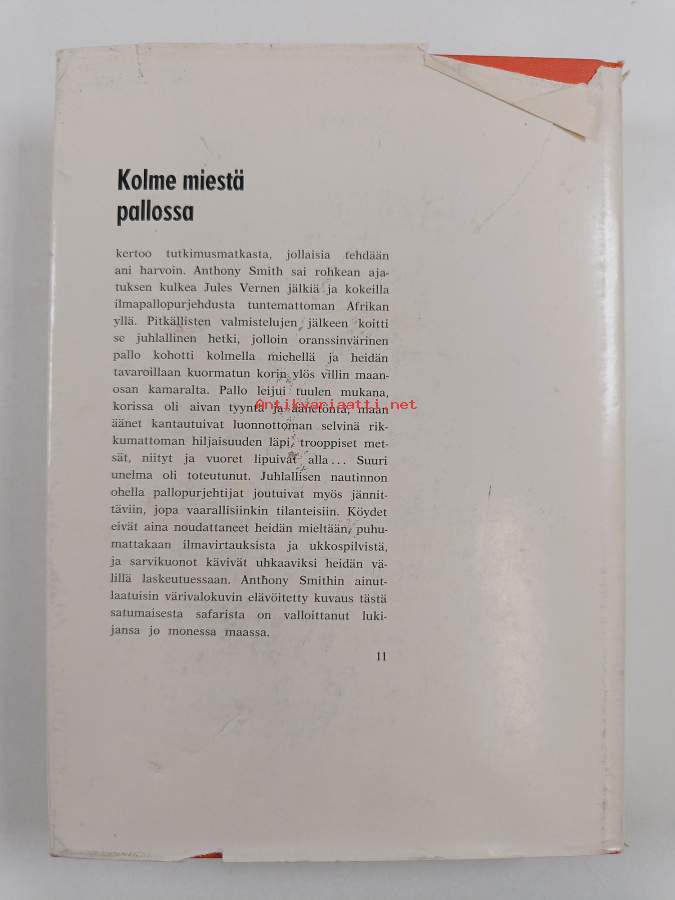 Kolme miestä
pallossa
kertoo tutkimusmatkasta, jollaisia tehdään
ani harvoin. Anthony Smith sai rohkean aja-
tuksen kulkea Jules Vernen jälkiä ja kokeilla
ilmapallopurjehdusta tuntemattoman Afrikan
yllä. Pitkällisten valmistelujen jälkeen koitti
se juhlallinen hetki, jolloin oranssinvärinen
pallo kohotti kolmella miehellä ja heidän
tavaroillaan kuormatun korin ylös villin maan-
osan kamaralta. Pallo leijui tuulen mukana,
korissa oli aivan tyyntä ja äänetöntä, maan
Antikvariaatti.net
äänet kantautuivat luonnottoman selvinä rik-
kumattoman hiljaisuuden läpi, trooppiset met-
sät, niityt ja vuoret lipuivat alla... Suuri
unelma oli toteutunut. Juhlallisen nautinnon
ohella pallopurjehtijat joutuivat myös jännit-
täviin, jopa vaarallisiinkin tilanteisiin. Köydet
eivät aina noudattaneet heidän mieltään, puhu-
mattakaan ilmavirtauksista ja ukkospilvistä,
ja sarvikuonot kävivät uhkaaviksi heidän vä-
lillä laskeutuessaan. Anthony Smithin ainut-
laatuisin värivalokuvin elävöitetty kuvaus tästä
satumaisesta safarista on valloittanut luki-
jansa jo monessa maassa.
11